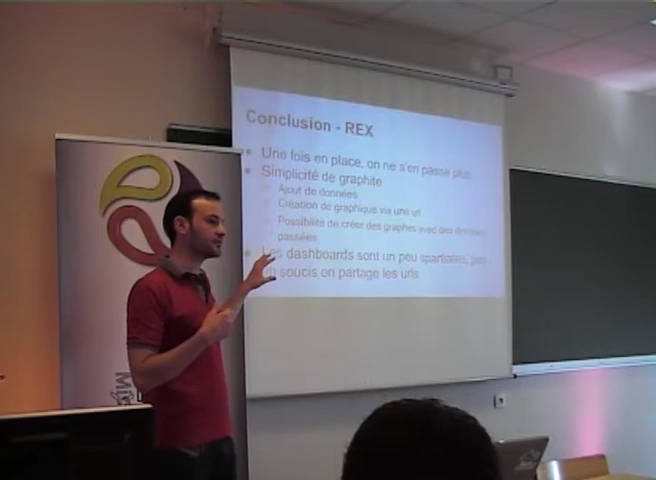 Conclusion - REX
Une fois en place, on ne s'en passe plus
Simplicité de graphite
Ajout de données
Création de graphique via une url
Possibilité de créer des graphes avec des données
passées
Les dashboards sont un peu spartiates, pas
soucis on partage les urls